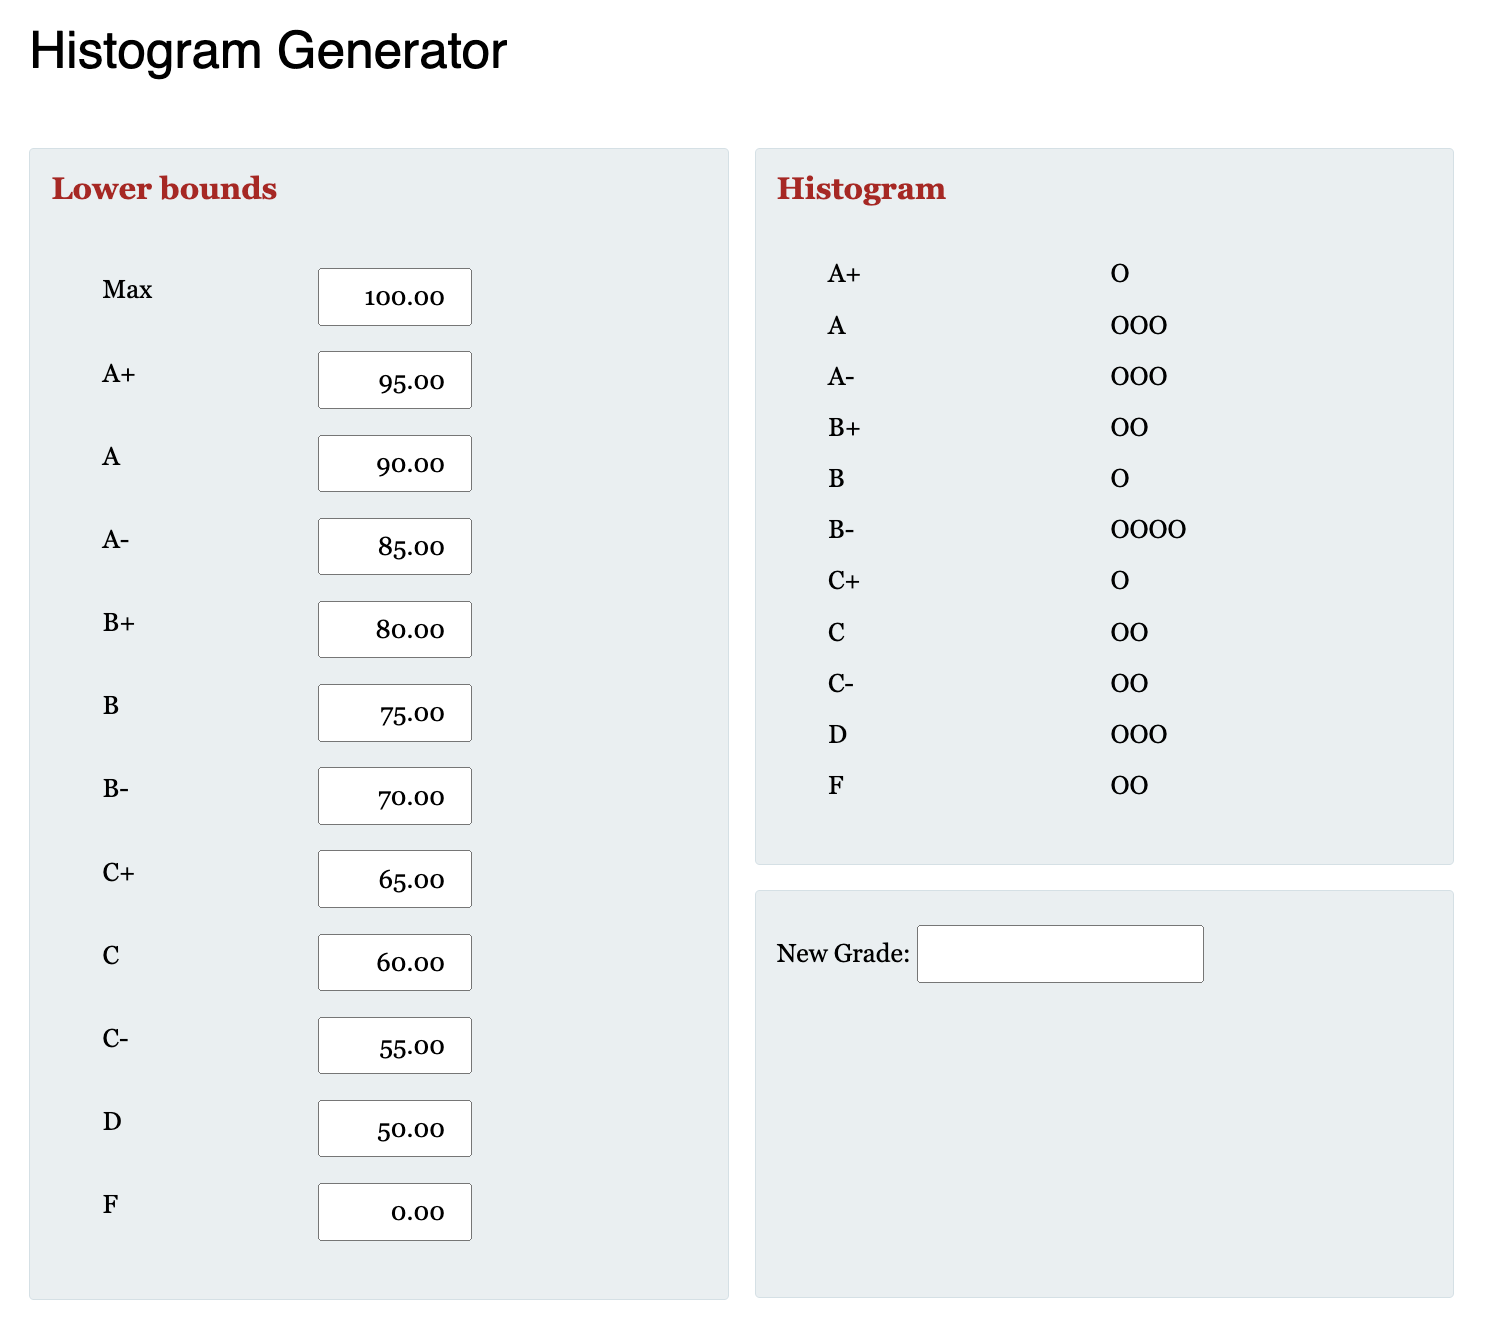 Histogram Generator
Lower bounds
Max 100.00
A+ 95.00
A 90.00
A- 85.00
B+ 80.00
B 75.00
B- 70.00
C+ 65.00
C 60.00
C- 55.00
D 50.00
F 0.00
Histogram
A+ O
A OOO
A- OOO
B+ OO
B O
B- OOOO
C+ O
C OO
C- OO
D OOO
F OO
New Grade: